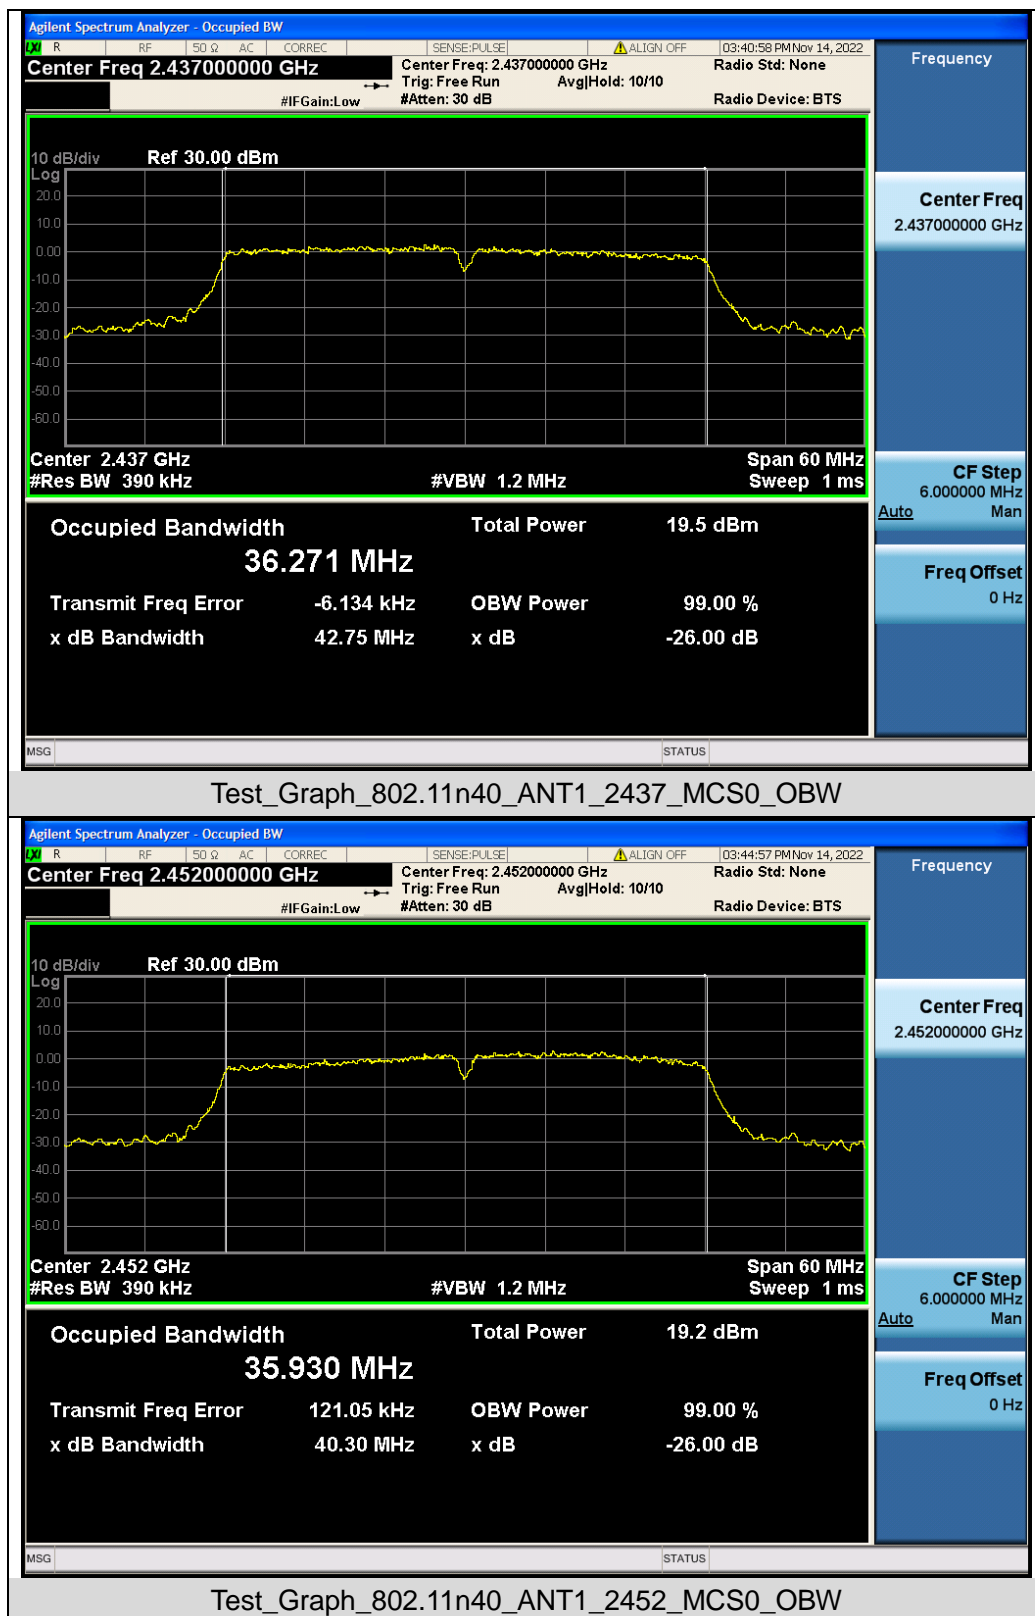 Agilent Spectrum Analyzer - Occupied BW
LXI R RF 50 Ω AC CORREC SENSE:PULSE ALIGN OFF 03:40:58 PM Nov 14, 2022
Center Freq 2.437000000 GHz Center Freq: 2.437000000 GHz Radio Std: None
Trig: Free Run Avg|Hold: 10/10
#IFGain:Low #Atten: 30 dB Radio Device: BTS
Frequency
10 dB/div Ref 30.00 dBm
Log
20.0
10.0
0.00
-10.0
-20.0
-30.0
-40.0
-50.0
-60.0
Center 2.437 GHz Span 60 MHz
#Res BW 390 kHz #VBW 1.2 MHz Sweep 1 ms
Center Freq
2.437000000 GHz
CF Step
6.000000 MHz
Auto Man
Freq Offset
0 Hz
Occupied Bandwidth Total Power 19.5 dBm
36.271 MHz
Transmit Freq Error -6.134 kHz OBW Power 99.00 %
x dB Bandwidth 42.75 MHz x dB -26.00 dB
MSG STATUS
Test_Graph_802.11n40_ANT1_2437_MCS0_OBW
Agilent Spectrum Analyzer - Occupied BW
LXI R RF 50 Ω AC CORREC SENSE:PULSE ALIGN OFF 03:44:57 PM Nov 14, 2022
Center Freq 2.452000000 GHz Center Freq: 2.452000000 GHz Radio Std: None
Trig: Free Run Avg|Hold: 10/10
#IFGain:Low #Atten: 30 dB Radio Device: BTS
Frequency
10 dB/div Ref 30.00 dBm
Log
20.0
10.0
0.00
-10.0
-20.0
-30.0
-40.0
-50.0
-60.0
Center 2.452 GHz Span 60 MHz
#Res BW 390 kHz #VBW 1.2 MHz Sweep 1 ms
Center Freq
2.452000000 GHz
CF Step
6.000000 MHz
Auto Man
Freq Offset
0 Hz
Occupied Bandwidth Total Power 19.2 dBm
35.930 MHz
Transmit Freq Error 121.05 kHz OBW Power 99.00 %
x dB Bandwidth 40.30 MHz x dB -26.00 dB
MSG STATUS
Test_Graph_802.11n40_ANT1_2452_MCS0_OBW